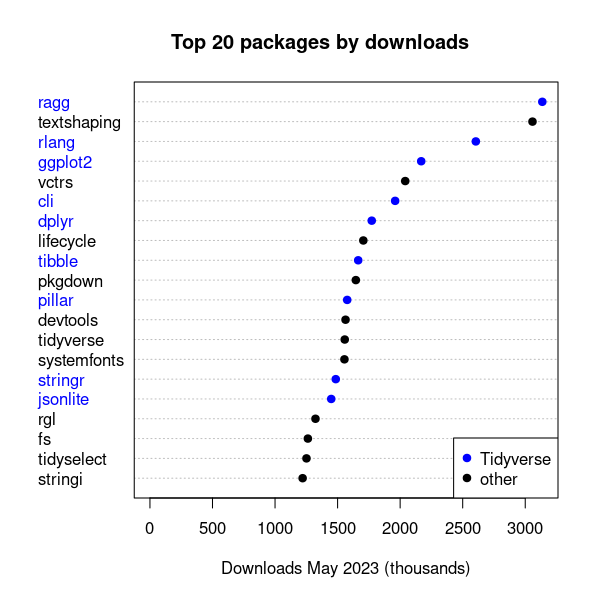 Top 20 packages by downloads
ragg
textshaping
rlang
ggplot2
vctrs
cli
dplyr
lifecycle
tibble
pkgdown
pillar
devtools
tidyverse
systemfonts
stringr
jsonlite
rgl
fs
tidyselect
stringi
Tidyverse
other
0 500 1000 1500 2000 2500 3000
Downloads May 2023 (thousands)